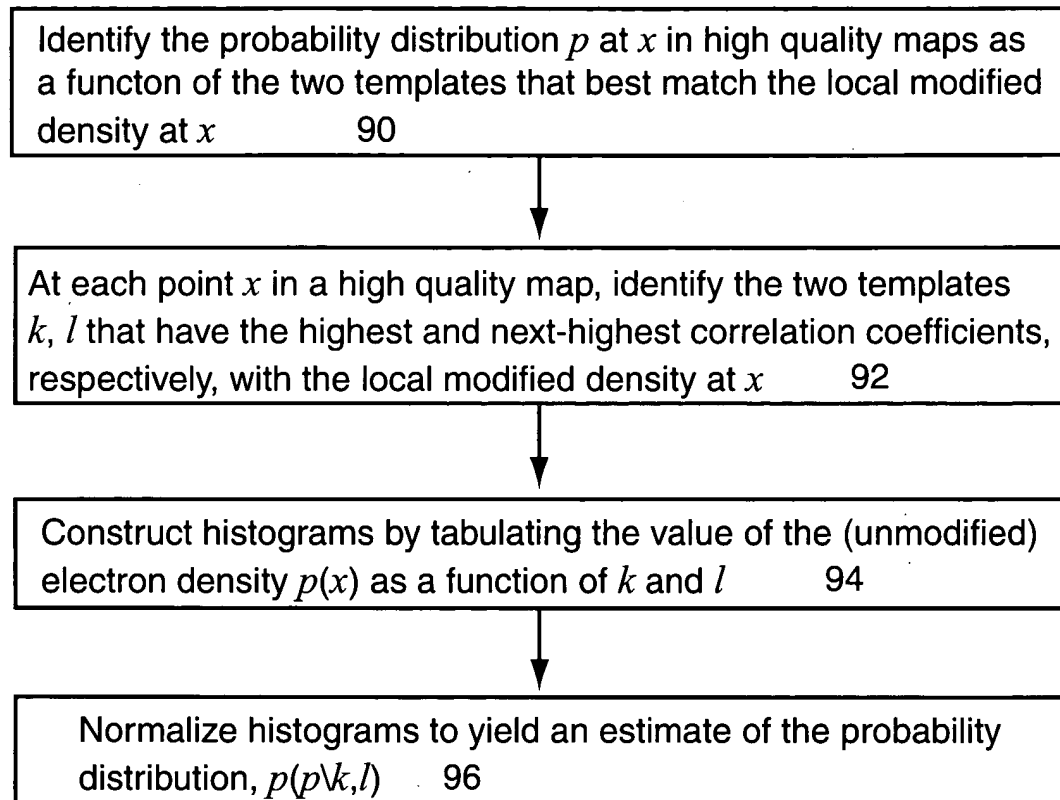 Identify the probability distribution p at x in high quality maps as
a functon of the two templates that best match the local modified
density at x 90
At each point x in a high quality map, identify the two templates
k, l that have the highest and next-highest correlation coefficients,
respectively, with the local modified density at x 92
Construct histograms by tabulating the value of the (unmodified)
electron density p(x) as a function of k and l 94
Normalize histograms to yield an estimate of the probability
distribution, p(p\k,l) 96